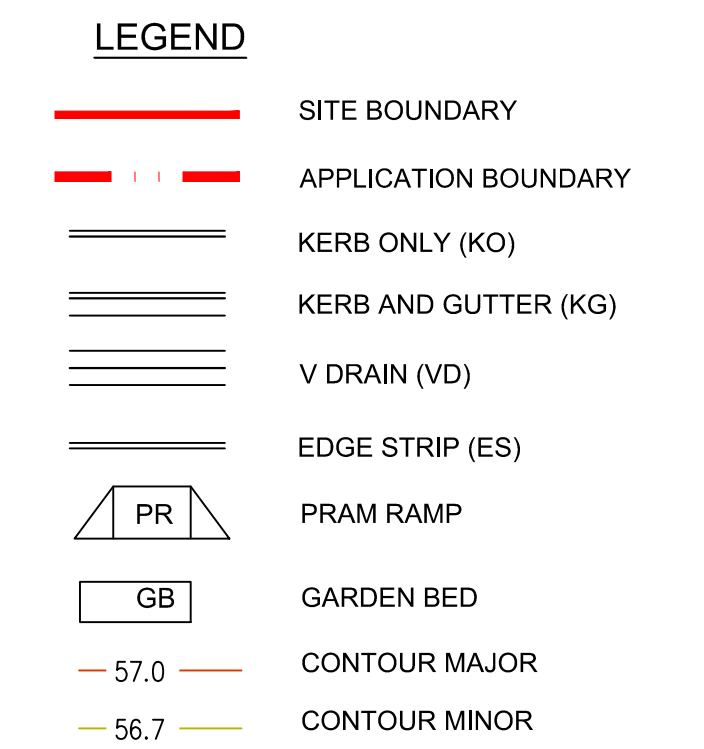 LEGEND
SITE BOUNDARY
APPLICATION BOUNDARY
KERB ONLY (KO)
KERB AND GUTTER (KG)
V DRAIN (VD)
EDGE STRIP (ES)
PR PRAM RAMP
GB GARDEN BED
57.0 CONTOUR MAJOR
56.7 CONTOUR MINOR